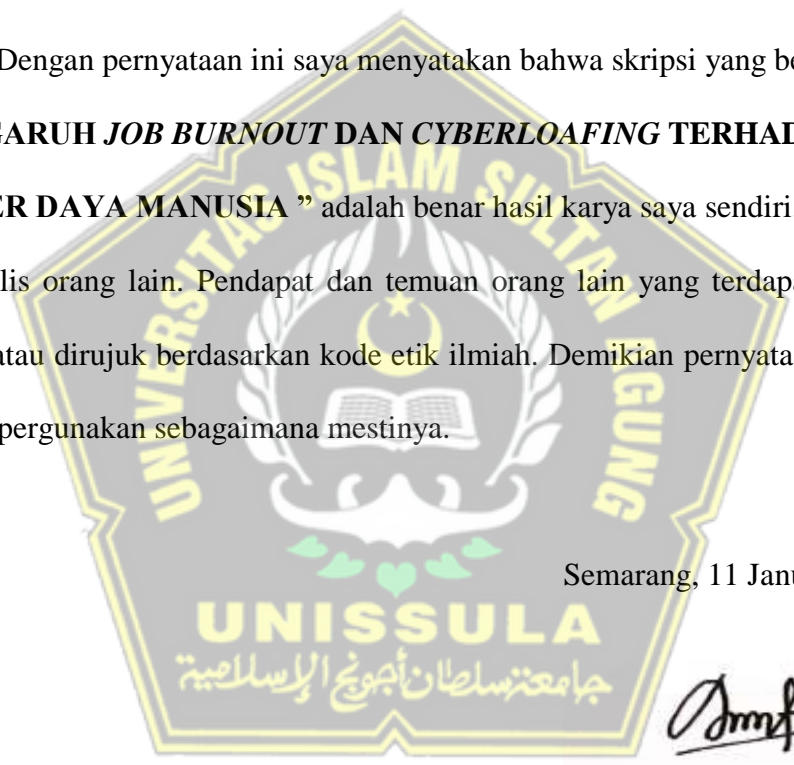 Dengan pernyataan ini saya menyatakan bahwa skripsi yang be
GARUH JOB BURNOUT DAN CYBERLOAFING TERHAD
ER DAYA MANUSIA ” adalah benar hasil karya saya sendiri.
lis orang lain. Pendapat dan temuan orang lain yang terdapa
atau dirujuk berdasarkan kode etik ilmiah. Demikian pernyata
pergunakan sebagaimana mestinya.
Semarang, 11 Janu
UNIVERSITAS ISLAM SULTAN AGUNG
UNISSULA
جامعتسلطان أجونج الإسلامية